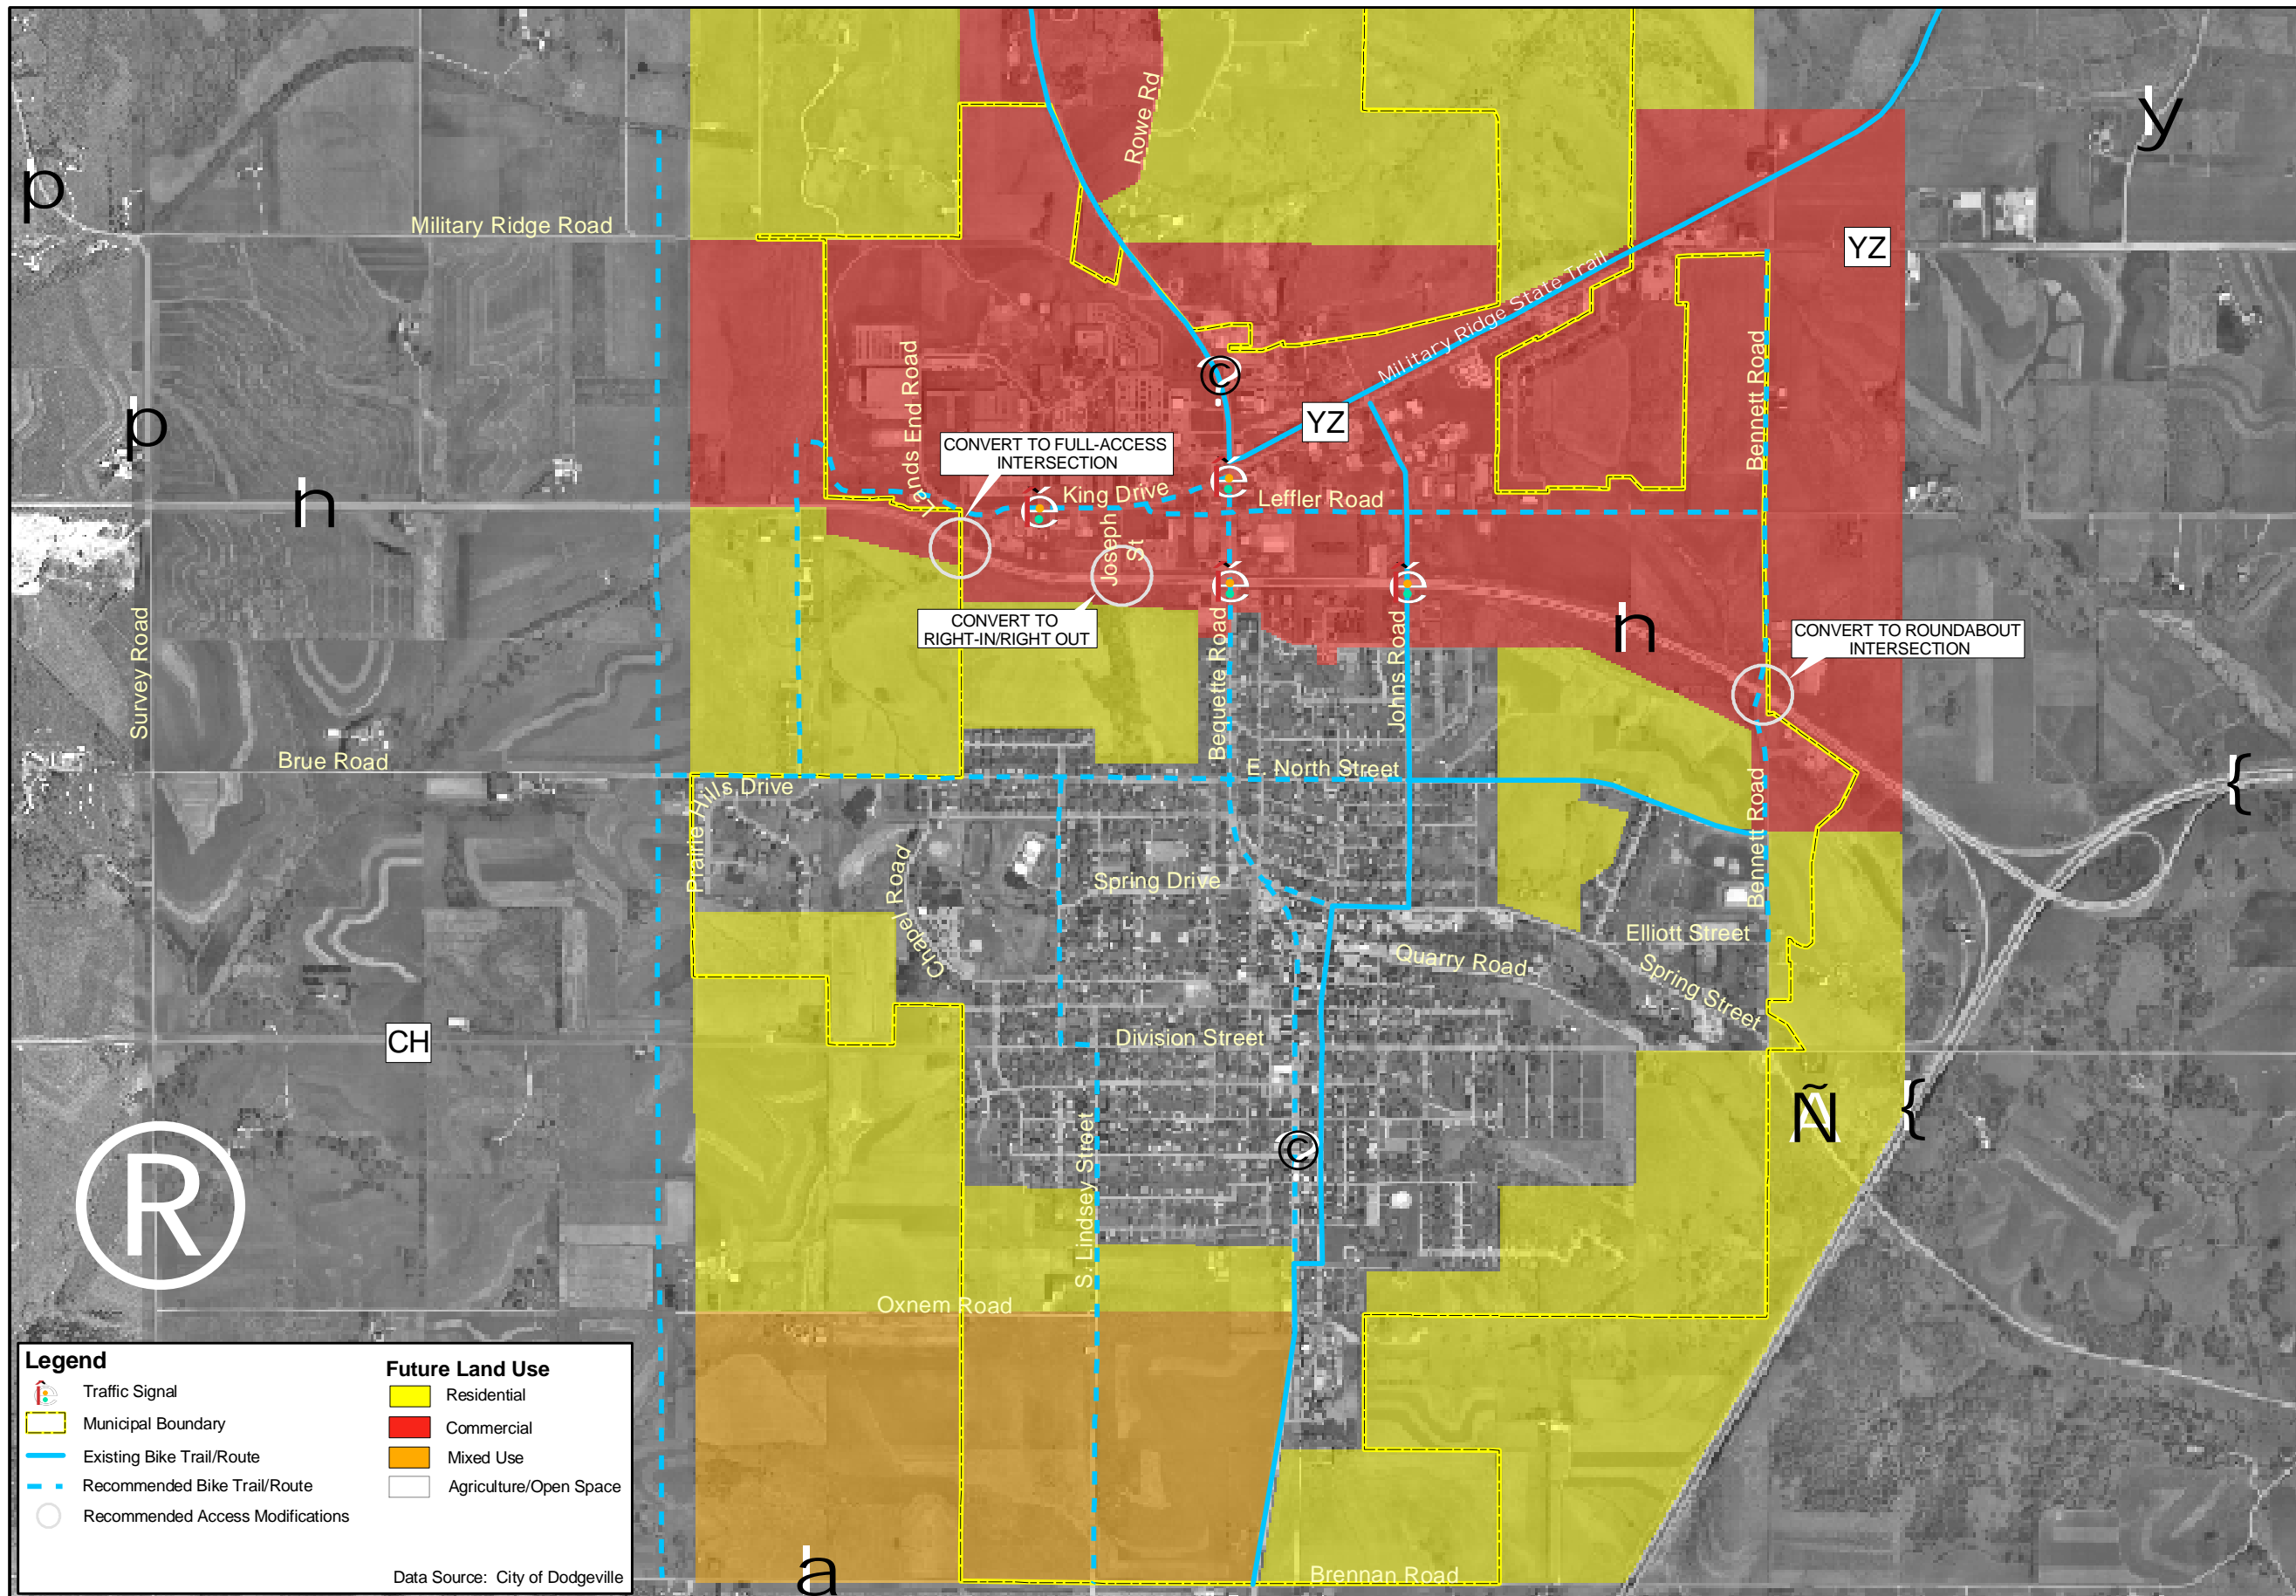 Rowe Rd
y
p
Military Ridge Road
YZ
Military Ridge State Trail
©
Bennett Road
Lands End Road
YZ
p
CONVERT TO FULL-ACCESS
INTERSECTION
h
King Drive
Leffler Road
Joseph
St
CONVERT TO
RIGHT-IN/RIGHT OUT
h
CONVERT TO ROUNDABOUT
INTERSECTION
Survey Road
Bequette Road
Johns Road
Brue Road
E. North Street
{
Prairie Hills Drive
Bennett Road
Chapel Road
Spring Drive
Elliott Street
Quarry Road
Spring Street
CH
Division Street
Ñ
{
©
®
S. Lindsey Street
Oxnem Road
Legend
Traffic Signal
Municipal Boundary
Existing Bike Trail/Route
Recommended Bike Trail/Route
Recommended Access Modifications
Future Land Use
Residential
Commercial
Mixed Use
Agriculture/Open Space
Data Source: City of Dodgeville
a
Brennan Road